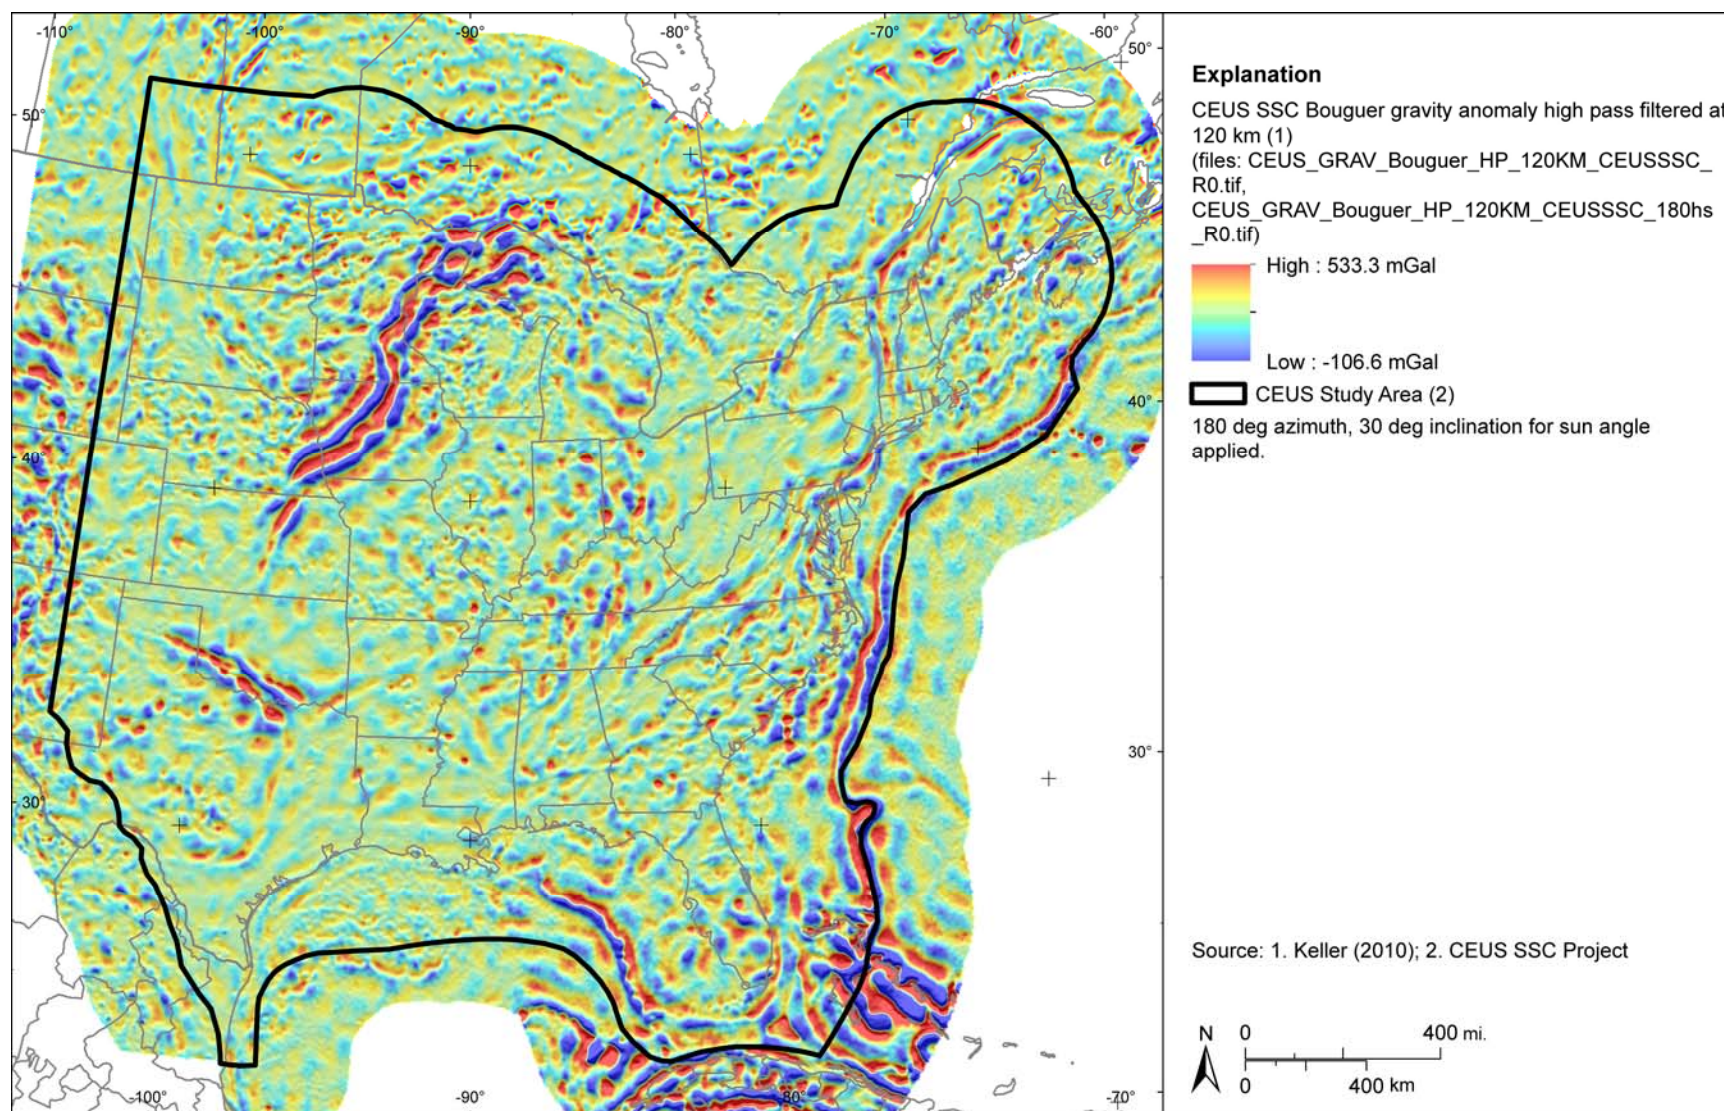 -110°
-100°
-90°
-80°
-70°
-60°
50°
50°
40°
40°
30°
30°
-100°
-90°
-80°
-70°
Explanation
CEUS SSC Bouguer gravity anomaly high pass filtered at
120 km (1)
(files: CEUS_GRAV_Bouguer_HP_120KM_CEUSSSC_
R0.tif,
CEUS_GRAV_Bouguer_HP_120KM_CEUSSSC_180hs
_R0.tif)
High : 533.3 mGal
Low : -106.6 mGal
CEUS Study Area (2)
180 deg azimuth, 30 deg inclination for sun angle
applied.
Source: 1. Keller (2010); 2. CEUS SSC Project
N
0 400 mi.
0 400 km